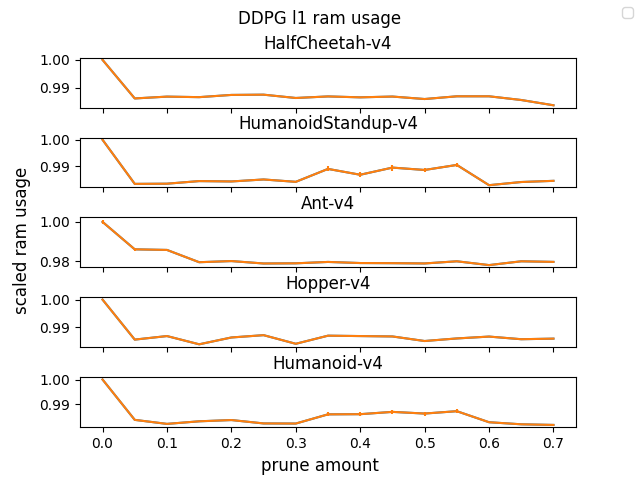 DDPG l1 ram usage
HalfCheetah-v4
1.00
0.99
HumanoidStandup-v4
1.00
0.99
Ant-v4
1.00
0.98
Hopper-v4
1.00
0.99
Humanoid-v4
1.00
0.99
scaled ram usage
0.0 0.1 0.2 0.3 0.4 0.5 0.6 0.7
prune amount